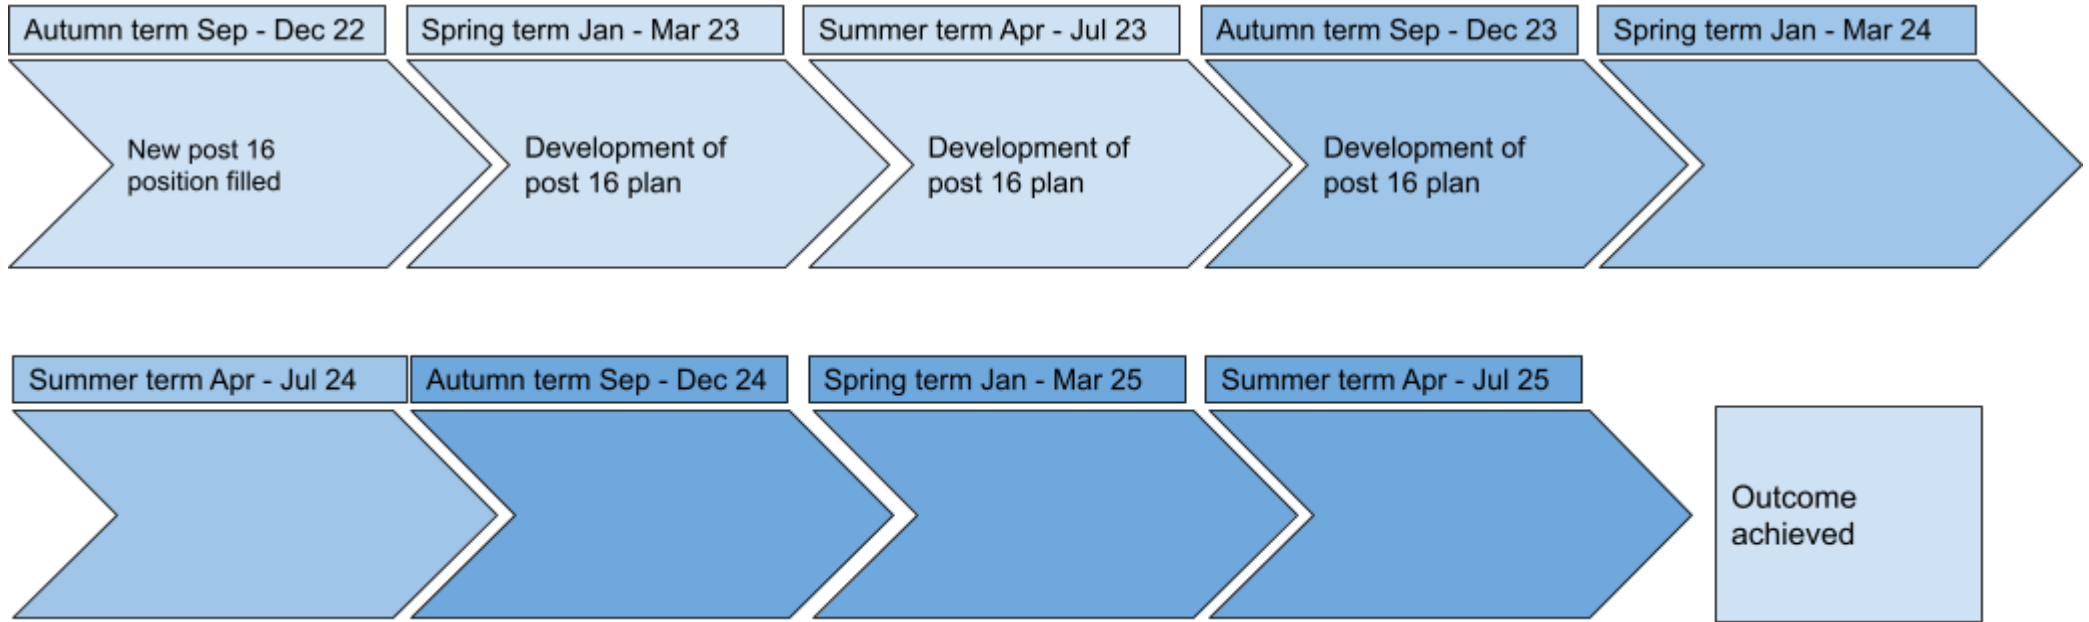 Autumn term Sep - Dec 22
Spring term Jan - Mar 23
Summer term Apr - Jul 23
Autumn term Sep - Dec 23
Spring term Jan - Mar 24
New post 16
position filled
Development of
post 16 plan
Development of
post 16 plan
Development of
post 16 plan
Summer term Apr - Jul 24
Autumn term Sep - Dec 24
Spring term Jan - Mar 25
Summer term Apr - Jul 25
Outcome
achieved